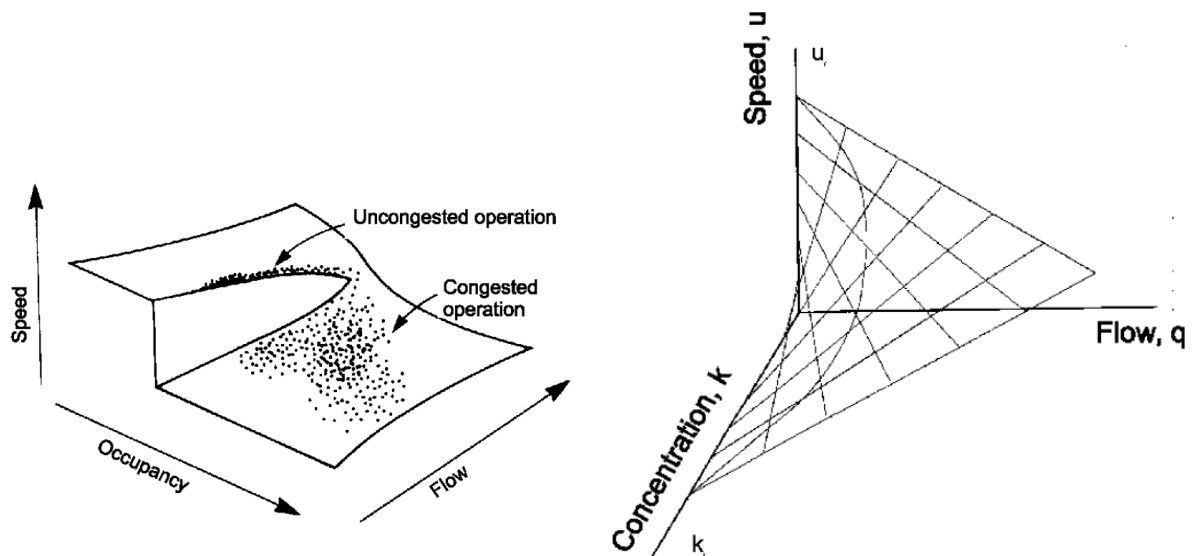 Uncongested operation
Congested
operation
Speed
Occupancy
Flow
Speed, u
u
Flow, q
Concentration, k
k